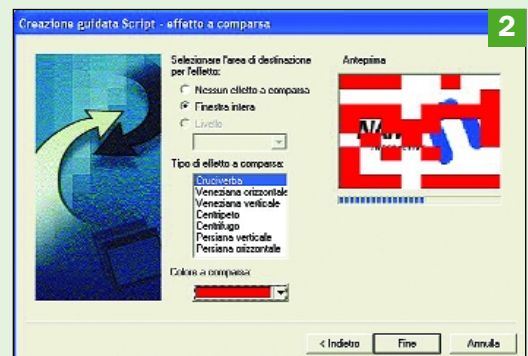 Creazione guidata Script - effetto a comparsa
2
Selezionare l'area di destinazione
per l'effetto:
Nessun effetto a comparsa
Finestra intera
Livello
Tipo di effetto a comparsa:
Cruciverba
Veneziana orizzontale
Veneziana verticale
Centripeto
Centrifugo
Persiana verticale
Persiana orizzontale
Colore a comparsa:
Anteprima
< Indietro
Fine
Annulla